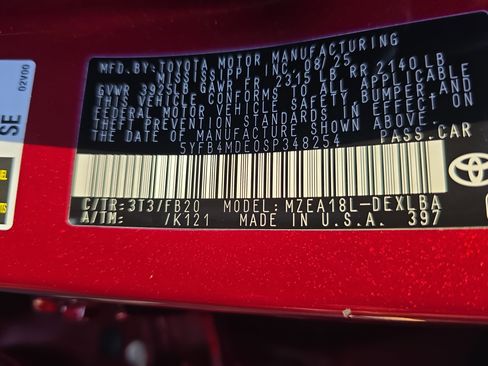 MFD.BY:TOYOTA MOTOR MANUFACTURING
MISSISSIPPI, INC. 08/25
GVWR 3925LB GAWR FR 2315 LB RR 2140 LB
THIS VEHICLE CONFORMS TO ALL APPLICABLE
FEDERAL MOTOR VEHICLE SAFETY, BUMPER, AND
THEFT PREVENTION STANDARDS IN EFFECT ON
THE DATE OF MANUFACTURE SHOWN ABOVE.
5YFB4MDE0SP348254
PASS.CAR
C/TR:3T3/FB20 MODEL:MZEA18L-DEXLBA
A/TM: /K121 MADE IN U.S.A. 397
TOYOTA
02V00
SE